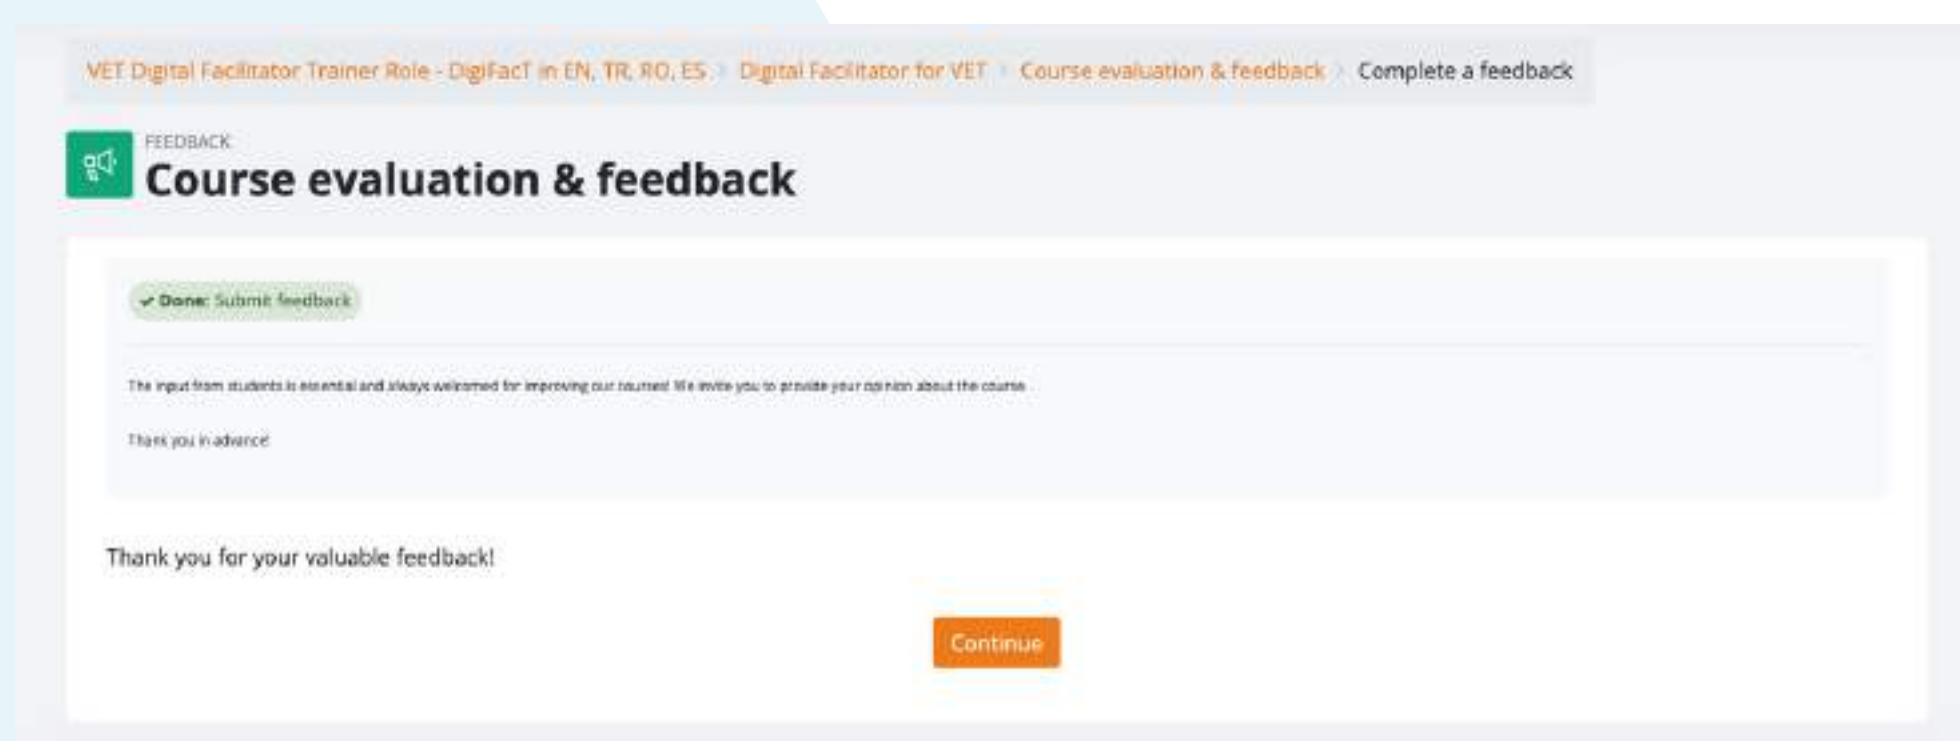 VET Digital Facilitator Trainer Role - DigiFacT in EN, TR, RO, ES > Digital Facilitator for VET > Course evaluation & feedback > Complete a feedback
FEEDBACK
Course evaluation & feedback
✓ Done: Submit feedback
The input from students is essential and always welcomed for improving our courses! We invite you to provide your opinion about the course.
Thank you in advance!
Thank you for your valuable feedback!
Continue